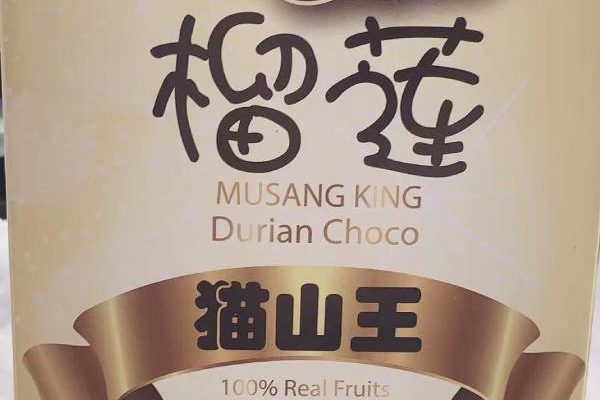 榴莲
MUSANG KING
Durian Choco
猫山王
100% Real Fruits